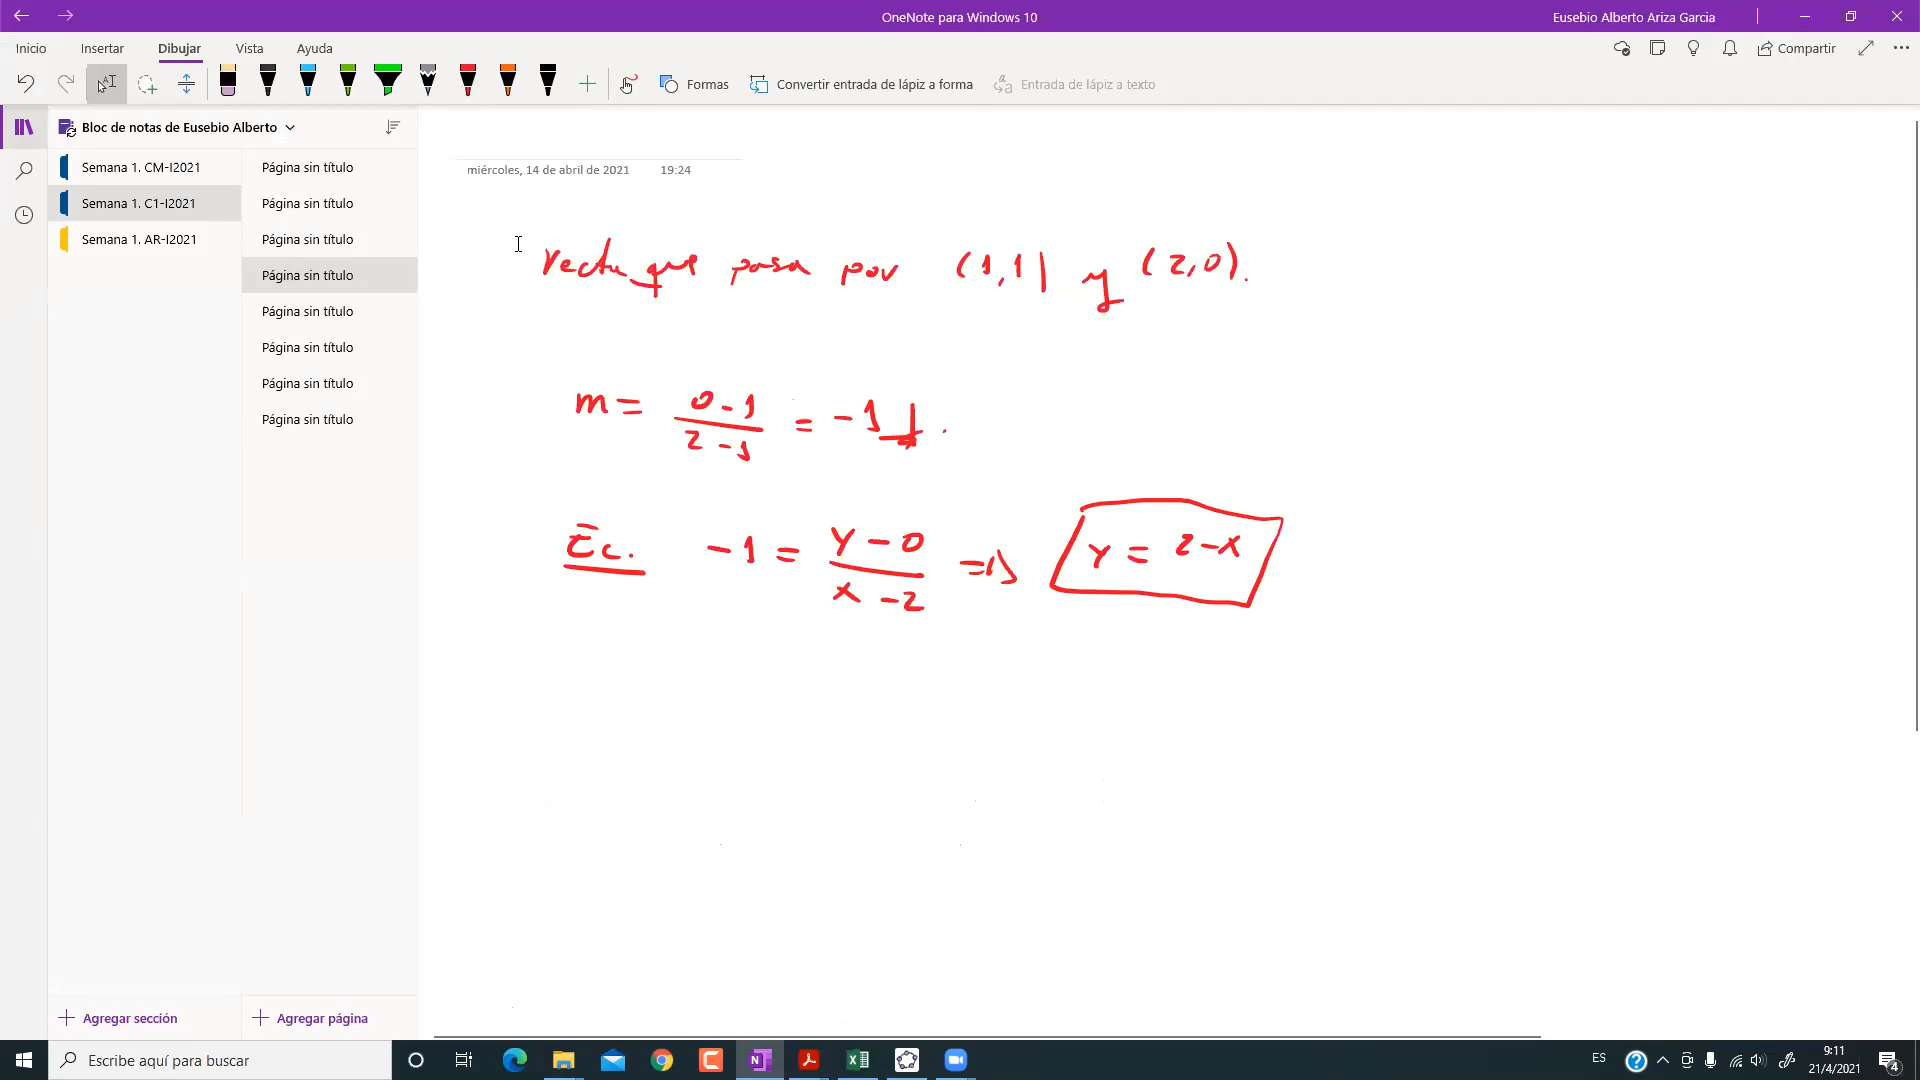 OneNote para Windows 10
Eusebio Alberto Ariza Garcia
Inicio Insertar Dibujar Vista Ayuda
Compartir
Formas
Convertir entrada de lápiz a forma
Entrada de lápiz a texto
Bloc de notas de Eusebio Alberto
Semana 1. CM-I2021
Semana 1. C1-I2021
Semana 1. AR-I2021
Página sin título
Página sin título
Página sin título
Página sin título
Página sin título
Página sin título
Página sin título
Página sin título
miércoles, 14 de abril de 2021 19:24
recta que pasa por (1,1) y (2,0).
m = \frac{0-1}{2-1} = -1.
Ec. -1 = \frac{y-0}{x-2} => y = 2-x
Agregar sección
Agregar página
Escribe aquí para buscar
ES
9:11
21/4/2021
4